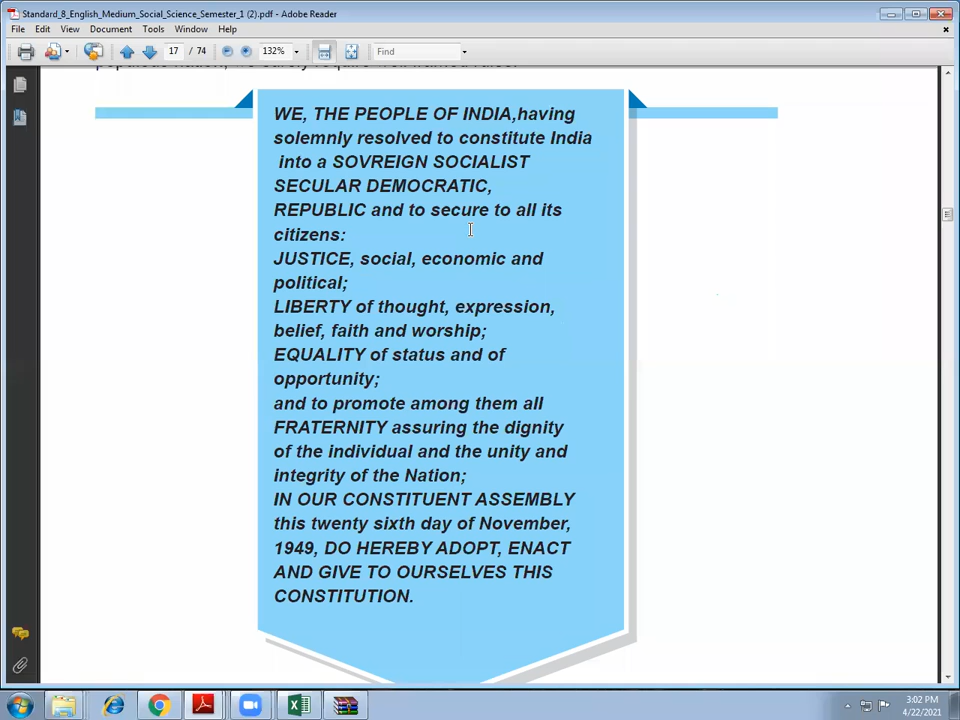 Standard_8_English_Medium_Social_Science_Semester_1 (2).pdf - Adobe Reader
File Edit View Document Tools Window Help
17 / 74 132% Find
WE, THE PEOPLE OF INDIA,having
solemnly resolved to constitute India
into a SOVREIGN SOCIALIST
SECULAR DEMOCRATIC,
REPUBLIC and to secure to all its
citizens:
JUSTICE, social, economic and
political;
LIBERTY of thought, expression,
belief, faith and worship;
EQUALITY of status and of
opportunity;
and to promote among them all
FRATERNITY assuring the dignity
of the individual and the unity and
integrity of the Nation;
IN OUR CONSTITUENT ASSEMBLY
this twenty sixth day of November,
1949, DO HEREBY ADOPT, ENACT
AND GIVE TO OURSELVES THIS
CONSTITUTION.
3:02 PM
4/22/2021